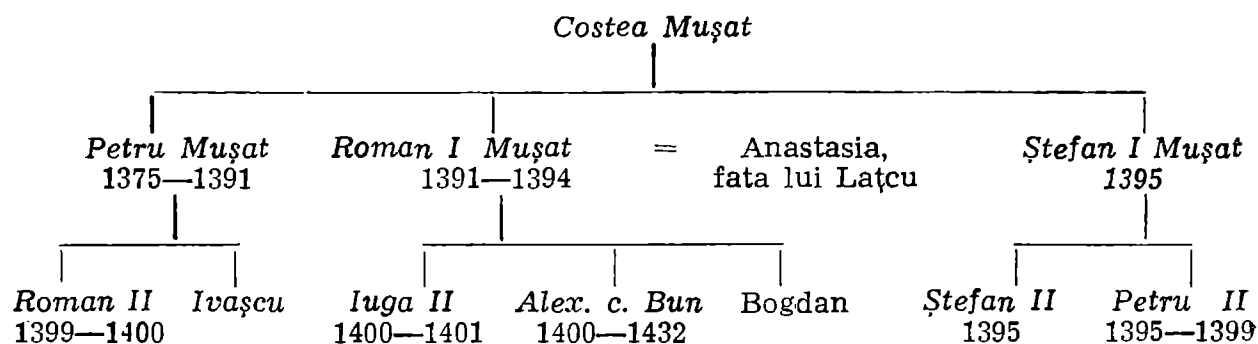 Costea Mușat
Petru Mușat Roman I Mușat = Anastasia, Ștefan I Mușat
1375—1391 1391—1394 fata lui Lațcu 1395
Roman II Ivașcu Iuga II Alex. c. Bun Bogdan Ștefan II Petru II
1399—1400 1400—1401 1400—1432 1395 1395—1399